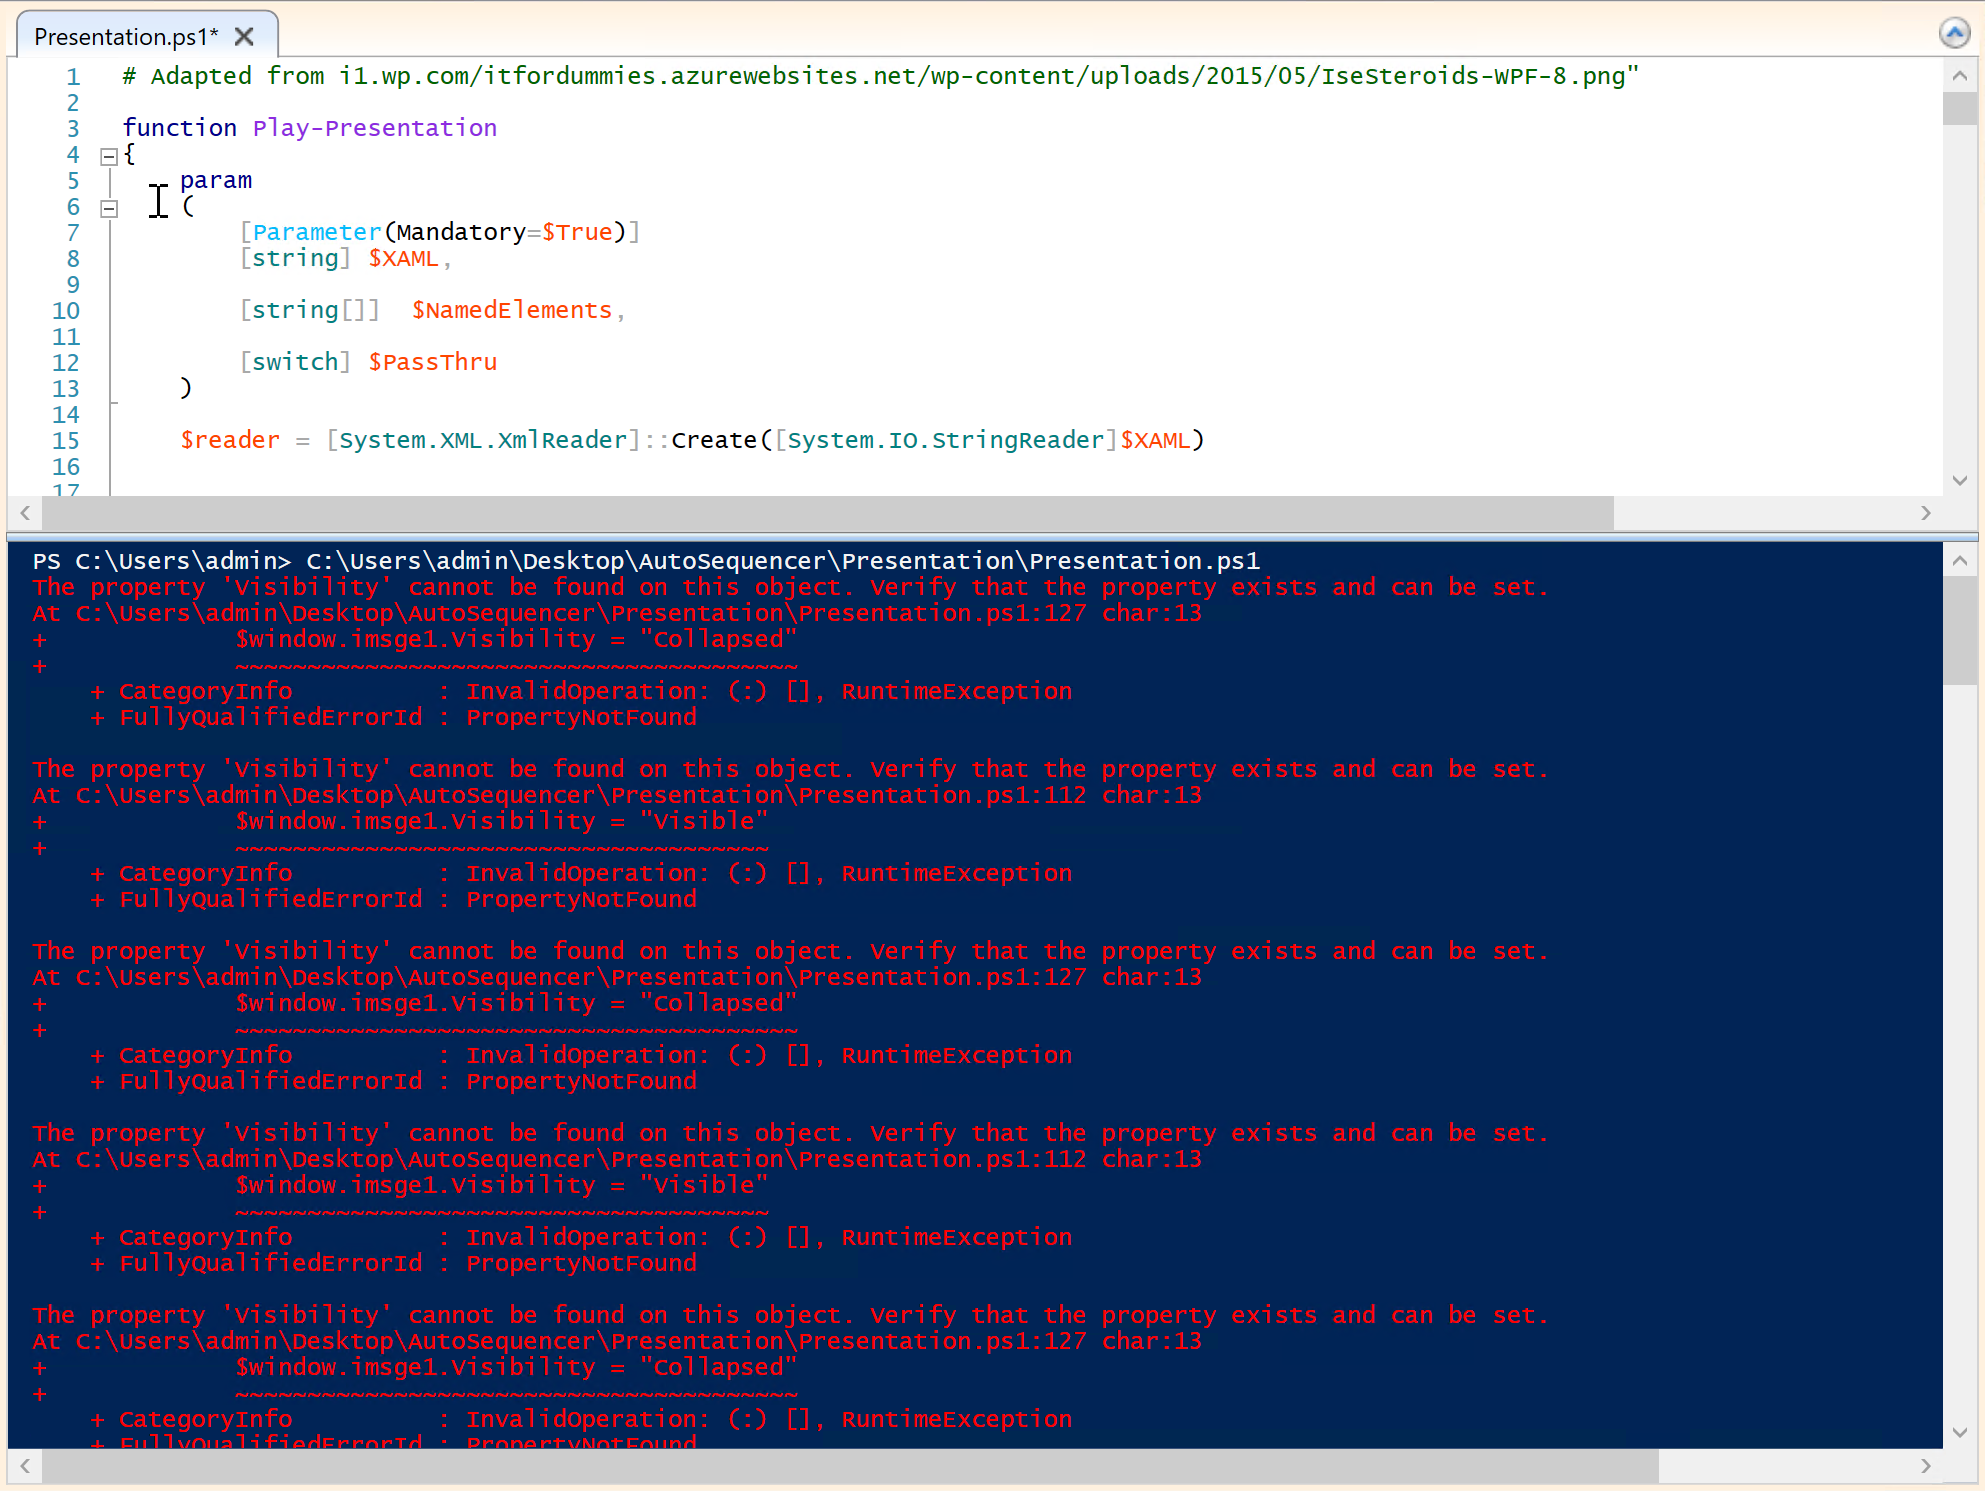 Presentation.ps1*
1 # Adapted from i1.wp.com/itfordummies.azurewebsites.net/wp-content/uploads/2015/05/IseSteroids-WPF-8.png"
2
3 function Play-Presentation
4 {
5 param
6 (
7 [Parameter(Mandatory=$True)]
8 [string] $XAML,
9
10 [string[]] $NamedElements,
11
12 [switch] $PassThru
13 )
14
15 $reader = [System.XML.XmlReader]::Create([System.IO.StringReader]$XAML)
16
17
PS C:\Users\admin> C:\Users\admin\Desktop\AutoSequencer\Presentation\Presentation.ps1
The property 'Visibility' cannot be found on this object. Verify that the property exists and can be set.
At C:\Users\admin\Desktop\AutoSequencer\Presentation\Presentation.ps1:127 char:13
+ $window.imsge1.Visibility = "Collapsed"
+ ~~~~~~~~~~~~~~~~~~~~~~~~~~~~~~~~~~~~~~~
+ CategoryInfo : InvalidOperation: (:) [], RuntimeException
+ FullyQualifiedErrorId : PropertyNotFound
The property 'Visibility' cannot be found on this object. Verify that the property exists and can be set.
At C:\Users\admin\Desktop\AutoSequencer\Presentation\Presentation.ps1:112 char:13
+ $window.imsge1.Visibility = "Visible"
+ ~~~~~~~~~~~~~~~~~~~~~~~~~~~~~~~~~~~~~
+ CategoryInfo : InvalidOperation: (:) [], RuntimeException
+ FullyQualifiedErrorId : PropertyNotFound
The property 'Visibility' cannot be found on this object. Verify that the property exists and can be set.
At C:\Users\admin\Desktop\AutoSequencer\Presentation\Presentation.ps1:127 char:13
+ $window.imsge1.Visibility = "Collapsed"
+ ~~~~~~~~~~~~~~~~~~~~~~~~~~~~~~~~~~~~~~~
+ CategoryInfo : InvalidOperation: (:) [], RuntimeException
+ FullyQualifiedErrorId : PropertyNotFound
The property 'Visibility' cannot be found on this object. Verify that the property exists and can be set.
At C:\Users\admin\Desktop\AutoSequencer\Presentation\Presentation.ps1:112 char:13
+ $window.imsge1.Visibility = "Visible"
+ ~~~~~~~~~~~~~~~~~~~~~~~~~~~~~~~~~~~~~
+ CategoryInfo : InvalidOperation: (:) [], RuntimeException
+ FullyQualifiedErrorId : PropertyNotFound
The property 'Visibility' cannot be found on this object. Verify that the property exists and can be set.
At C:\Users\admin\Desktop\AutoSequencer\Presentation\Presentation.ps1:127 char:13
+ $window.imsge1.Visibility = "Collapsed"
+ ~~~~~~~~~~~~~~~~~~~~~~~~~~~~~~~~~~~~~~~
+ CategoryInfo : InvalidOperation: (:) [], RuntimeException
+ FullyQualifiedErrorId : PropertyNotFound